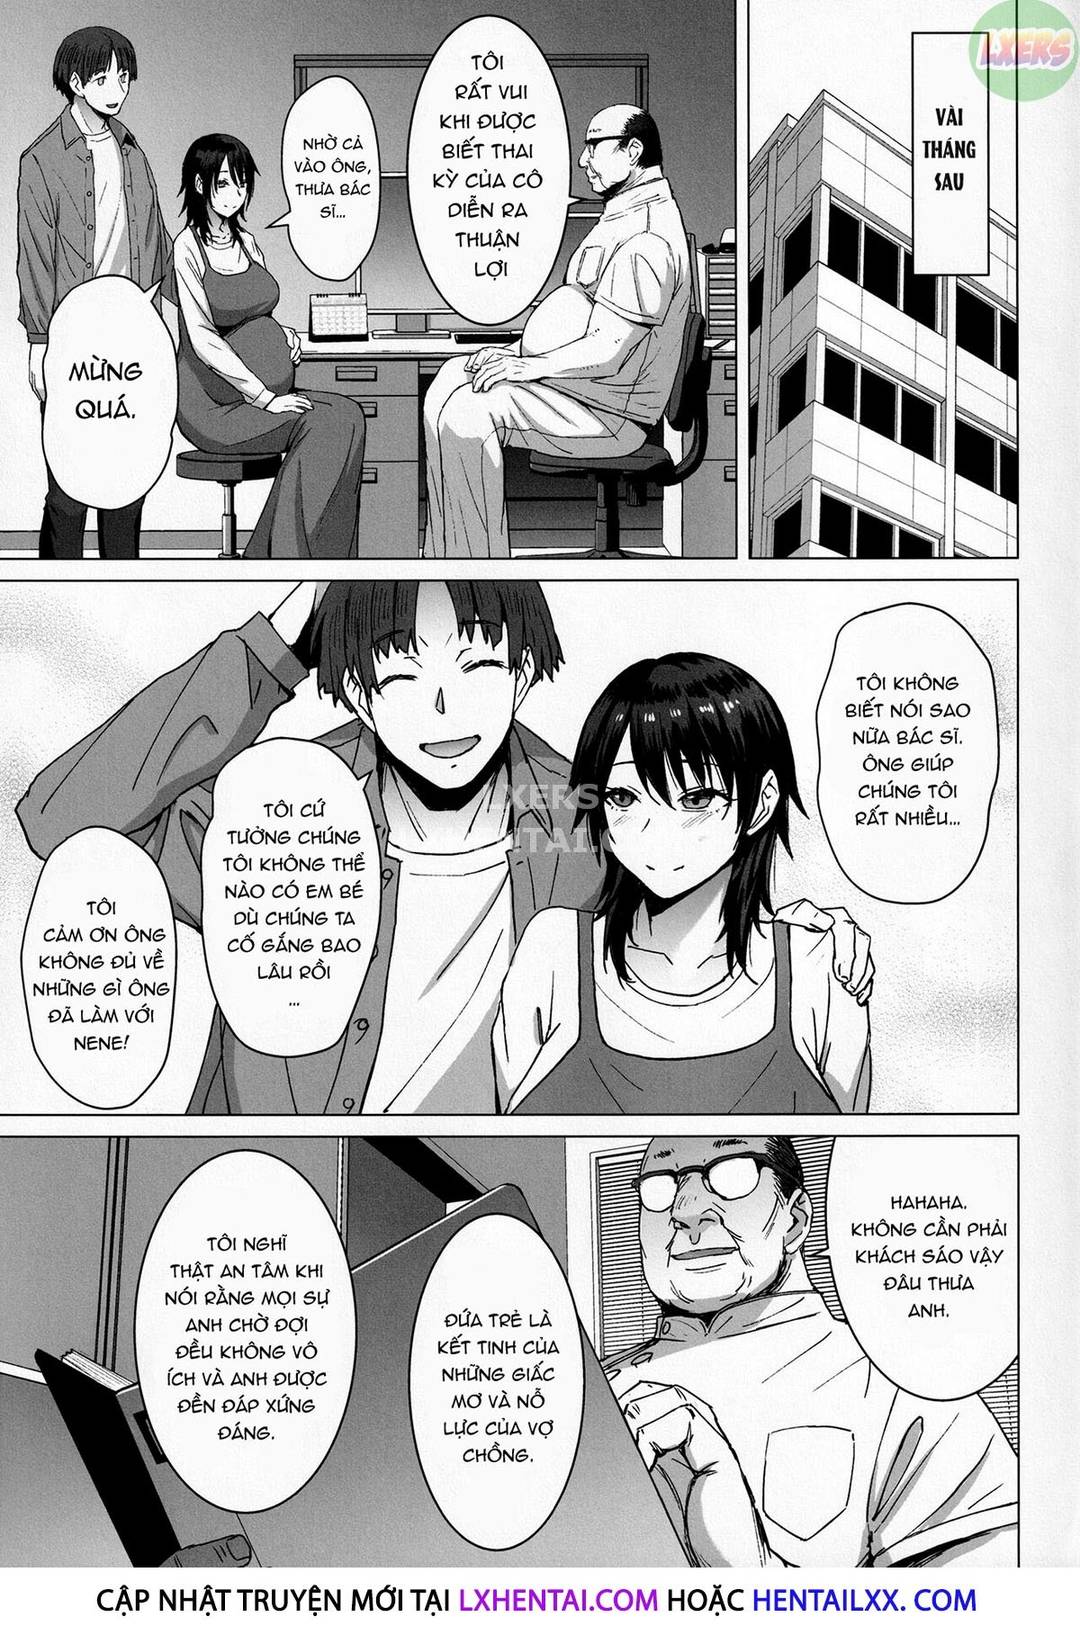 LXERS
VÀI
THÁNG
SAU
TÔI
RẤT VUI
KHI ĐƯỢC
BIẾT THAI
KỲ CỦA CÔ
DIỄN RA
THUẬN
LỢI
NHỜ CẢ
VÀO ÔNG,
THƯA BÁC
SĨ...
MỪNG
QUÁ.
TÔI KHÔNG
BIẾT NÓI SAO
NỮA BÁC SĨ.
ÔNG GIÚP
CHÚNG TÔI
RẤT NHIỀU...
TÔI CỨ
TƯỞNG CHÚNG
TÔI KHÔNG THỂ
NÀO CÓ EM BÉ
DÙ CHÚNG TA
CỐ GẮNG BAO
LÂU RỒI
...
TÔI
CẢM ƠN ÔNG
KHÔNG ĐỦ VỀ
NHỮNG GÌ ÔNG
ĐÃ LÀM VỚI
NENE!
LXERS
HAHAHA.
KHÔNG CẦN PHẢI
KHÁCH SÁO VẬY
ĐÂU THƯA
ANH.
ĐỨA TRẺ LÀ
KẾT TINH CỦA
NHỮNG GIẤC
MƠ VÀ NỖ
LỰC CỦA VỢ
CHỒNG.
TÔI NGHĨ
THẬT AN TÂM KHI
NÓI RẰNG MỌI SỰ
ANH CHỜ ĐỢI
ĐỀU KHÔNG VÔ
ÍCH VÀ ANH ĐƯỢC
ĐỀN ĐÁP XỨNG
ĐÁNG.
CẬP NHẬT TRUYỆN MỚI TẠI LXHENTAI.COM HOẶC HENTAILXX. COM